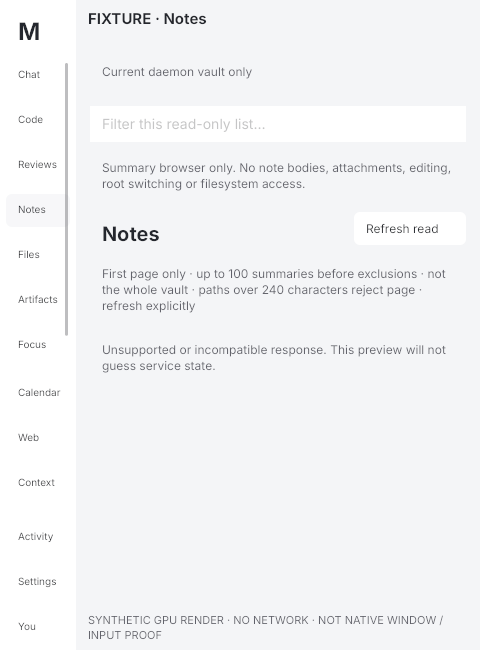 M
Chat
Code
Reviews
Notes
Files
Artifacts
Focus
Calendar
Web
Context
Activity
Settings
You
FIXTURE · Notes
Current daemon vault only
Filter this read-only list...
Summary browser only. No note bodies, attachments, editing,
root switching or filesystem access.
Notes
Refresh read
First page only · up to 100 summaries before exclusions · not
the whole vault · paths over 240 characters reject page ·
refresh explicitly
Unsupported or incompatible response. This preview will not
guess service state.
SYNTHETIC GPU RENDER · NO NETWORK · NOT NATIVE WINDOW /
INPUT PROOF